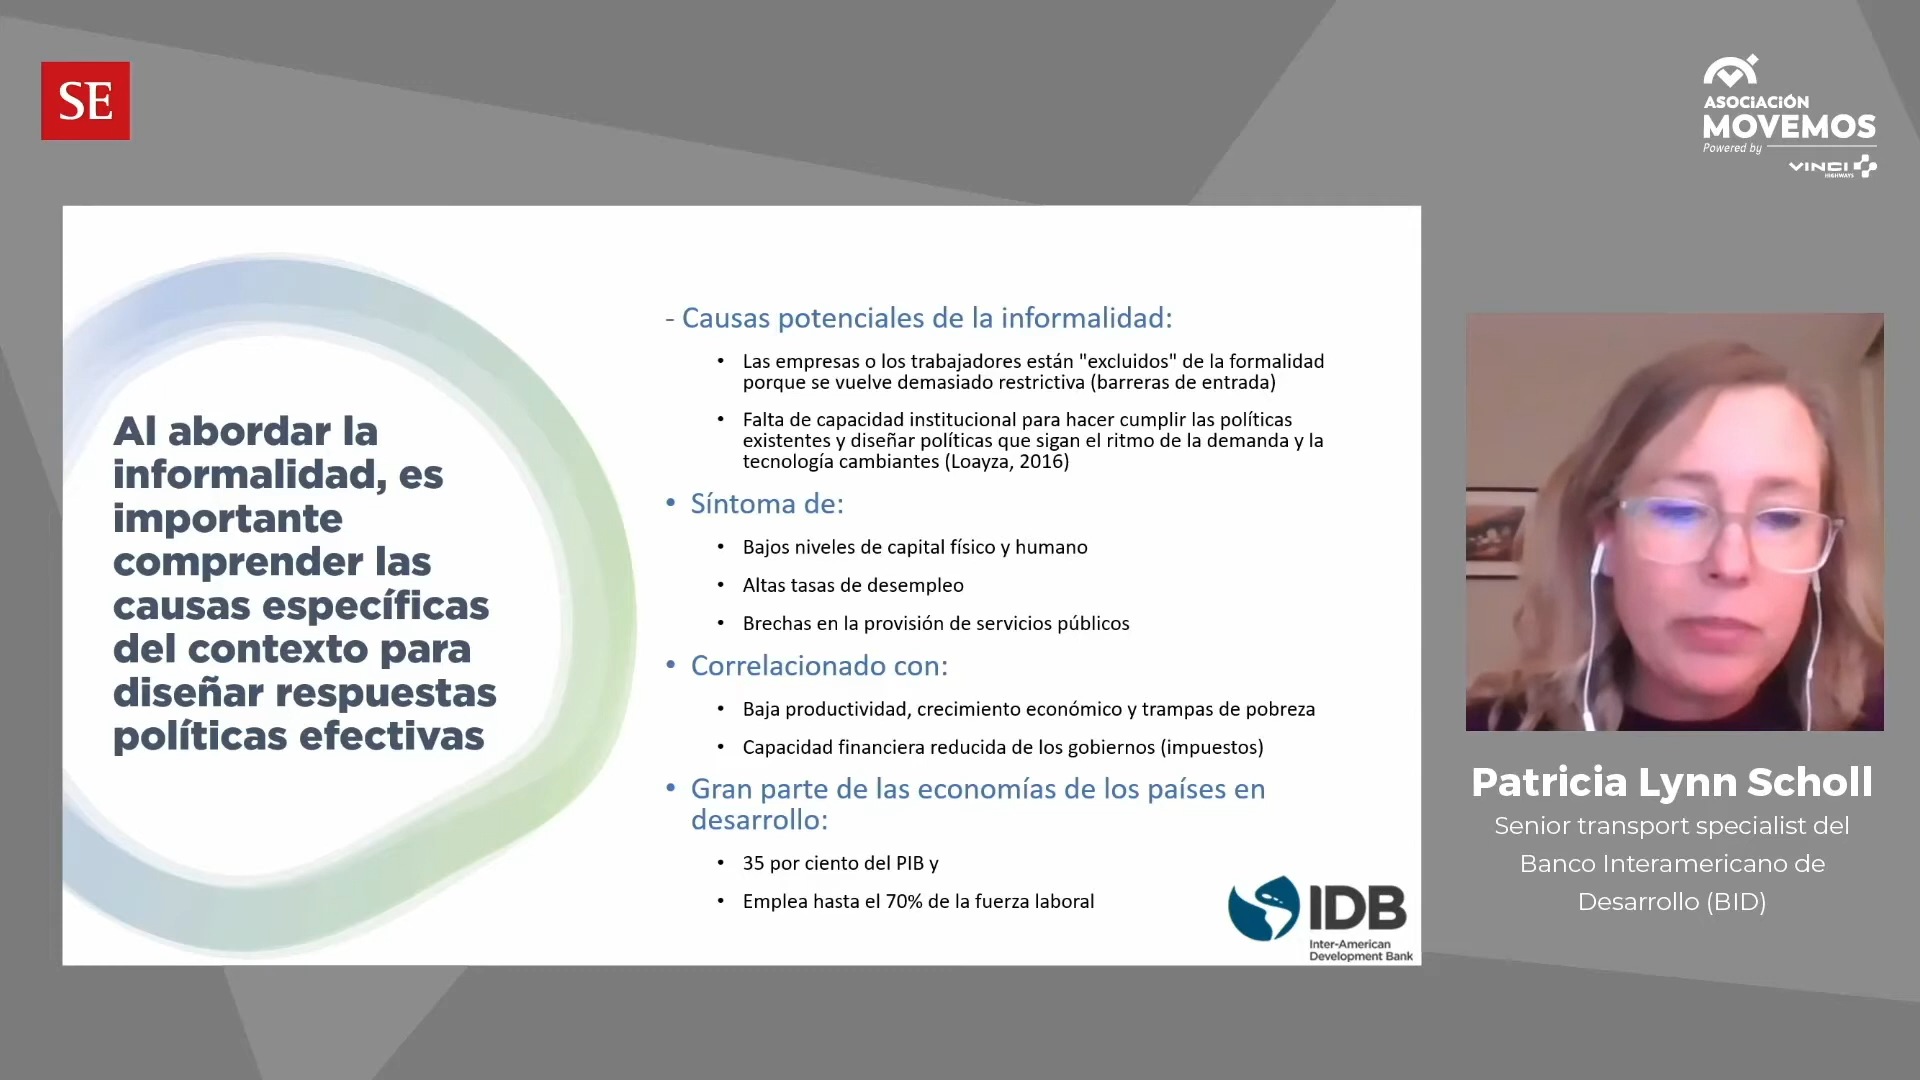 SE
ASOCIACIÓN
MOVEMOS
Powered by
VINCI
HIGHWAYS
Al abordar la
informalidad, es
importante
comprender las
causas específicas
del contexto para
diseñar respuestas
políticas efectivas
- Causas potenciales de la informalidad:
• Las empresas o los trabajadores están "excluidos" de la formalidad
porque se vuelve demasiado restrictiva (barreras de entrada)
• Falta de capacidad institucional para hacer cumplir las políticas
existentes y diseñar políticas que sigan el ritmo de la demanda y la
tecnología cambiantes (Loayza, 2016)
• Síntoma de:
• Bajos niveles de capital físico y humano
• Altas tasas de desempleo
• Brechas en la provisión de servicios públicos
• Correlacionado con:
• Baja productividad, crecimiento económico y trampas de pobreza
• Capacidad financiera reducida de los gobiernos (impuestos)
• Gran parte de las economías de los países en
desarrollo:
• 35 por ciento del PIB y
• Emplea hasta el 70% de la fuerza laboral
IDB
Inter-American
Development Bank
Patricia Lynn Scholl
Senior transport specialist del
Banco Interamericano de
Desarrollo (BID)